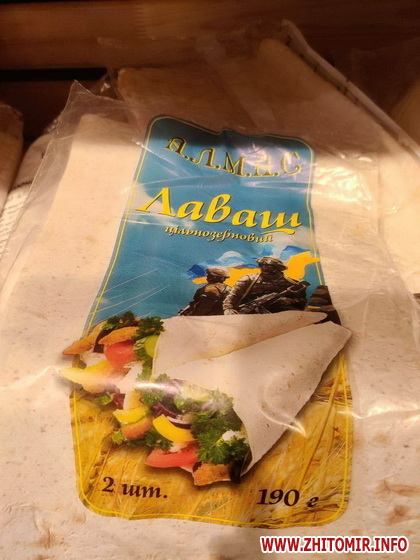 А.Л.М.А.С
Лаваш
цільнозерновий
2 шт. 190 г
WWW.ZHITOMIR.INFO